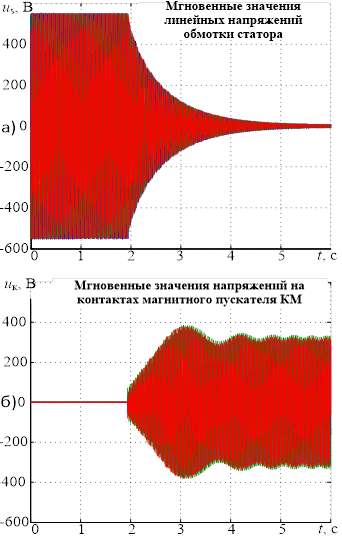 u_s, В
Мгновенные значения
линейных напряжений
обмотки статора
400
200
а)
0
-200
-400
-600
0 1 2 3 4 5 t, с
u_к, В
Мгновенные значения напряжений на
контактах магнитного пускателя КМ
400
200
б)0
-200
-400
-600
0 1 2 3 4 5 t, с